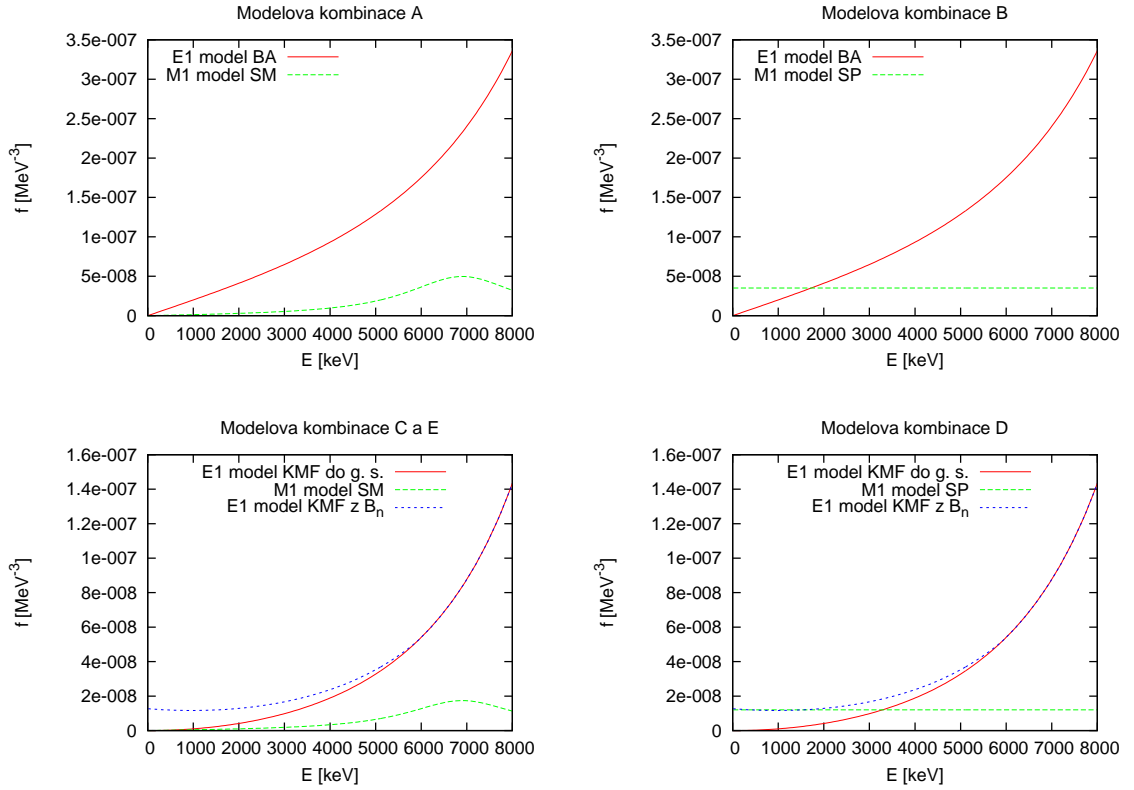 Modelova kombinace A
E1 model BA
M1 model SM
3.5e-007
3e-007
2.5e-007
2e-007
1.5e-007
1e-007
5e-008
0
f [MeV^-3]
0 1000 2000 3000 4000 5000 6000 7000 8000
E [keV]
Modelova kombinace B
E1 model BA
M1 model SP
3.5e-007
3e-007
2.5e-007
2e-007
1.5e-007
1e-007
5e-008
0
f [MeV^-3]
0 1000 2000 3000 4000 5000 6000 7000 8000
E [keV]
Modelova kombinace C a E
E1 model KMF do g. s.
M1 model SM
E1 model KMF z B_n
1.6e-007
1.4e-007
1.2e-007
1e-007
8e-008
6e-008
4e-008
2e-008
0
f [MeV^-3]
0 1000 2000 3000 4000 5000 6000 7000 8000
E [keV]
Modelova kombinace D
E1 model KMF do g. s.
M1 model SP
E1 model KMF z B_n
1.6e-007
1.4e-007
1.2e-007
1e-007
8e-008
6e-008
4e-008
2e-008
0
f [MeV^-3]
0 1000 2000 3000 4000 5000 6000 7000 8000
E [keV]